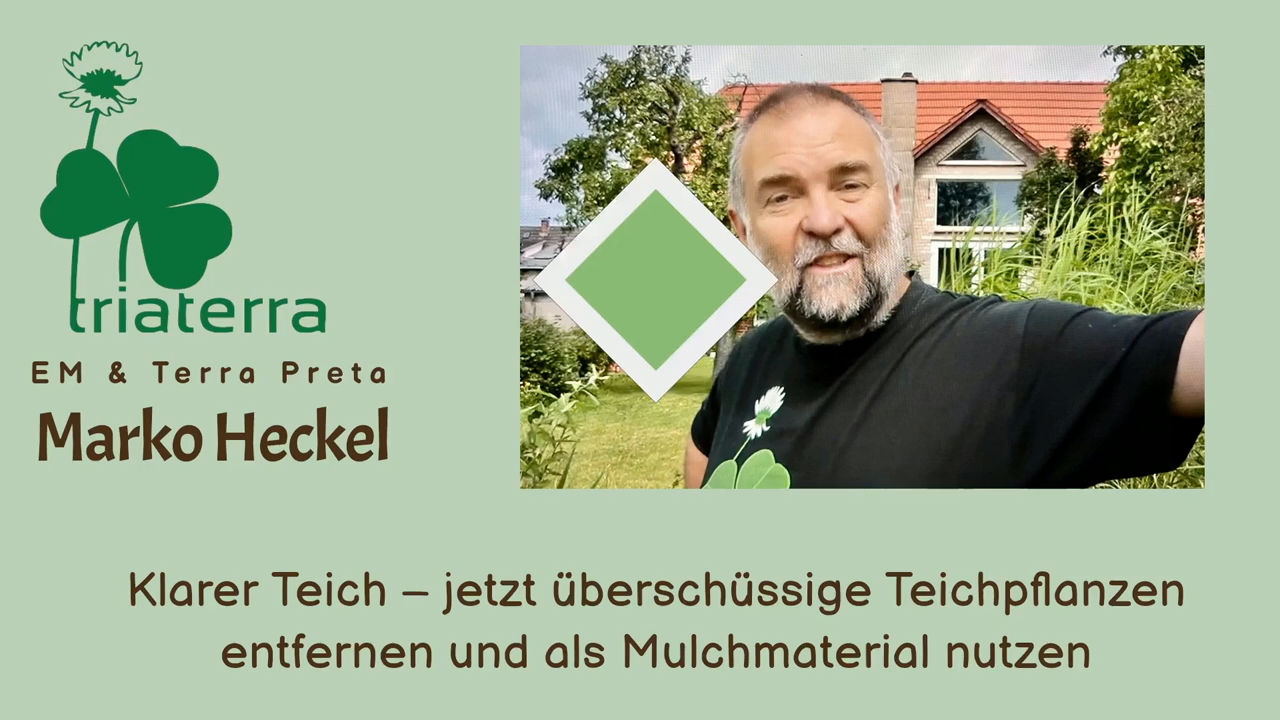 triaterra
EM & Terra Preta
Marko Heckel
Klarer Teich – jetzt überschüssige Teichpflanzen
entfernen und als Mulchmaterial nutzen